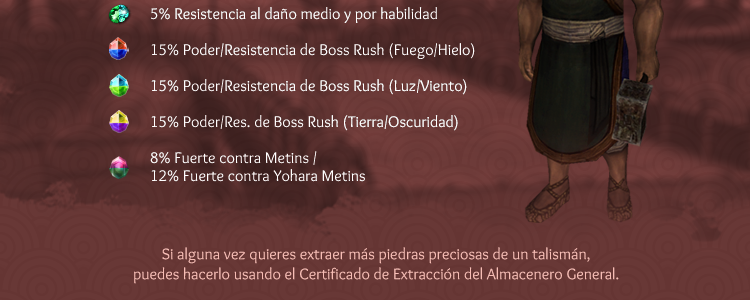 5% Resistencia al daño medio y por habilidad
15% Poder/Resistencia de Boss Rush (Fuego/Hielo)
15% Poder/Resistencia de Boss Rush (Luz/Viento)
15% Poder/Res. de Boss Rush (Tierra/Oscuridad)
8% Fuerte contra Metins /
12% Fuerte contra Yohara Metins
Si alguna vez quieres extraer más piedras preciosas de un talismán,
puedes hacerlo usando el Certificado de Extracción del Almacenero General.